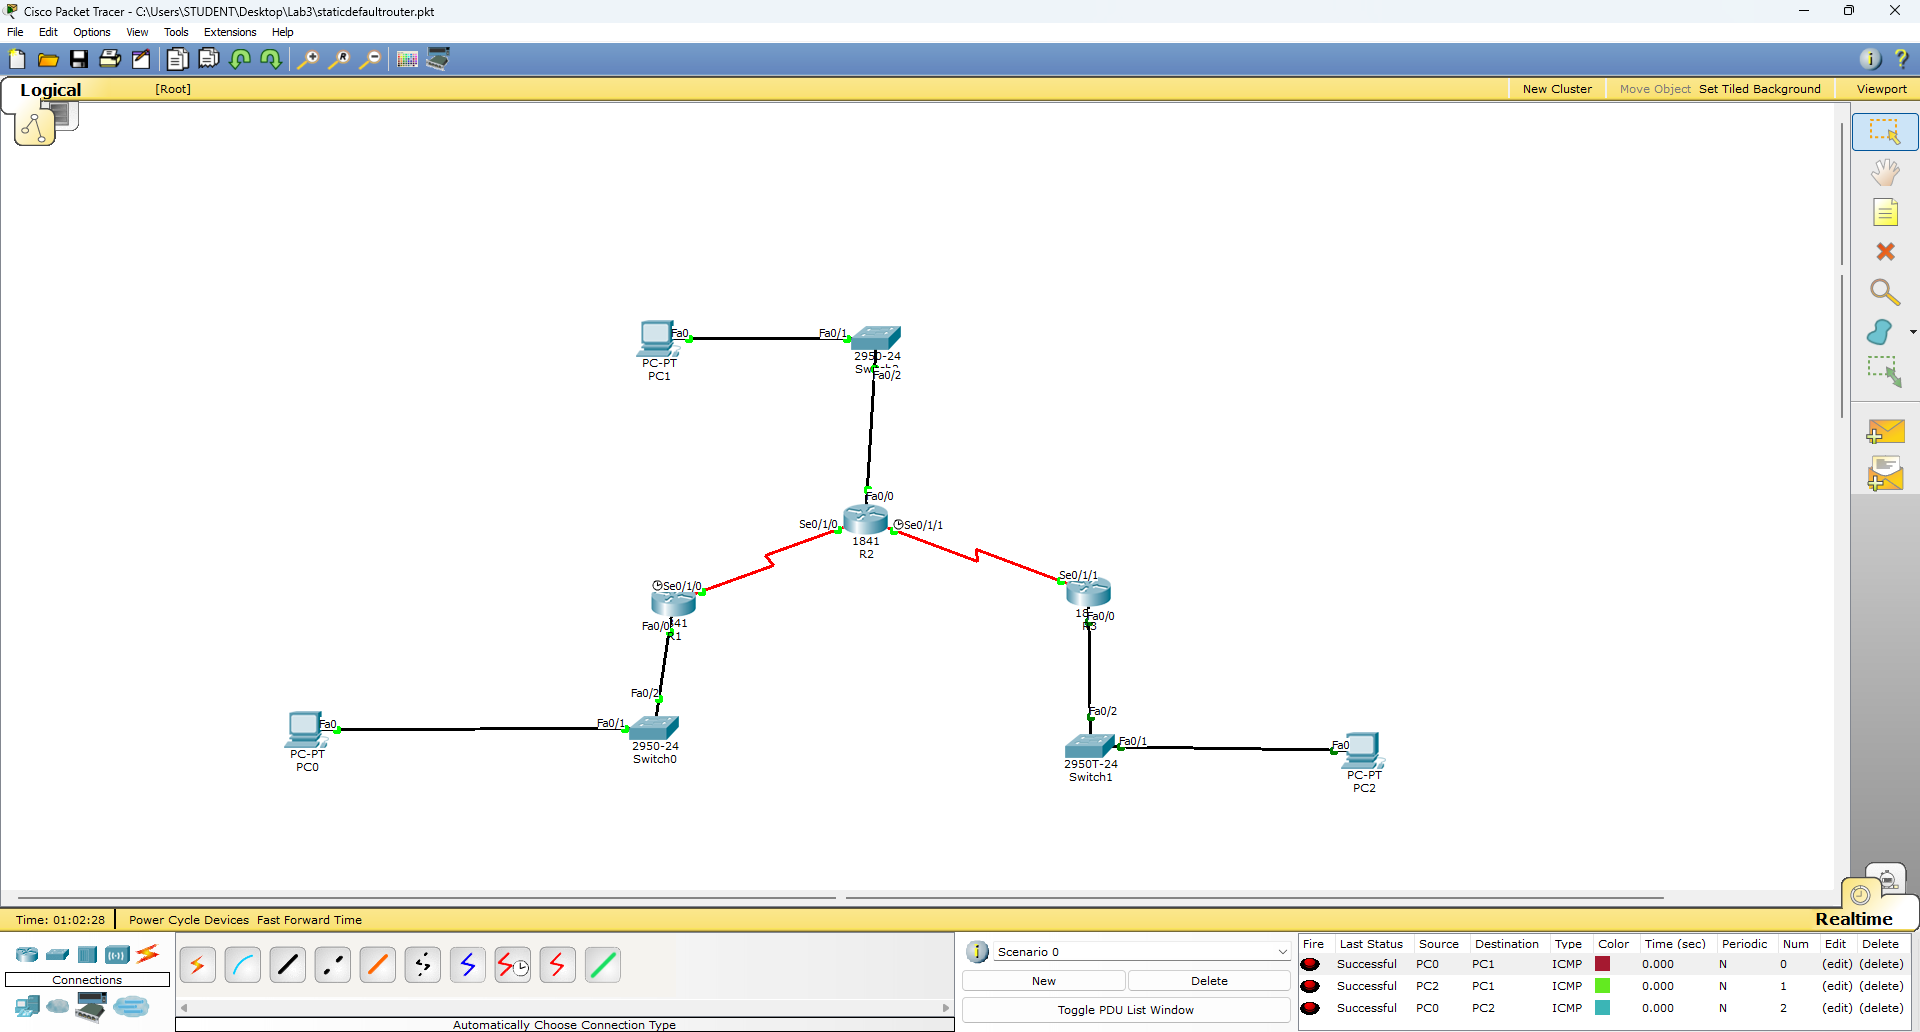 Cisco Packet Tracer - C:\Users\STUDENT\Desktop\Lab3\staticdefaultrouter.pkt
File Edit Options View Tools Extensions Help
Logical [Root] New Cluster Move Object Set Tiled Background Viewport
Fa0 Fa0/1
PC-PT
PC1
2950-24
Fa0/2
Fa0/0
Se0/1/0 Se0/1/1
1841
R2
Se0/1/0
Fa0/0
Se0/1/1
Fa0/0
R3
Fa0/2
Fa0 Fa0/1
PC-PT
PC0
2950-24
Switch0
Fa0/2
Fa0/1 Fa0
2950T-24
Switch1
PC-PT
PC2
Time: 01:02:28 Power Cycle Devices Fast Forward Time
Realtime
Connections
Automatically Choose Connection Type
Scenario 0
New Delete
Toggle PDU List Window
Fire Last Status Source Destination Type Color Time (sec) Periodic Num Edit Delete
Successful PC0 PC1 ICMP 0.000 N 0 (edit) (delete)
Successful PC2 PC1 ICMP 0.000 N 1 (edit) (delete)
Successful PC0 PC2 ICMP 0.000 N 2 (edit) (delete)